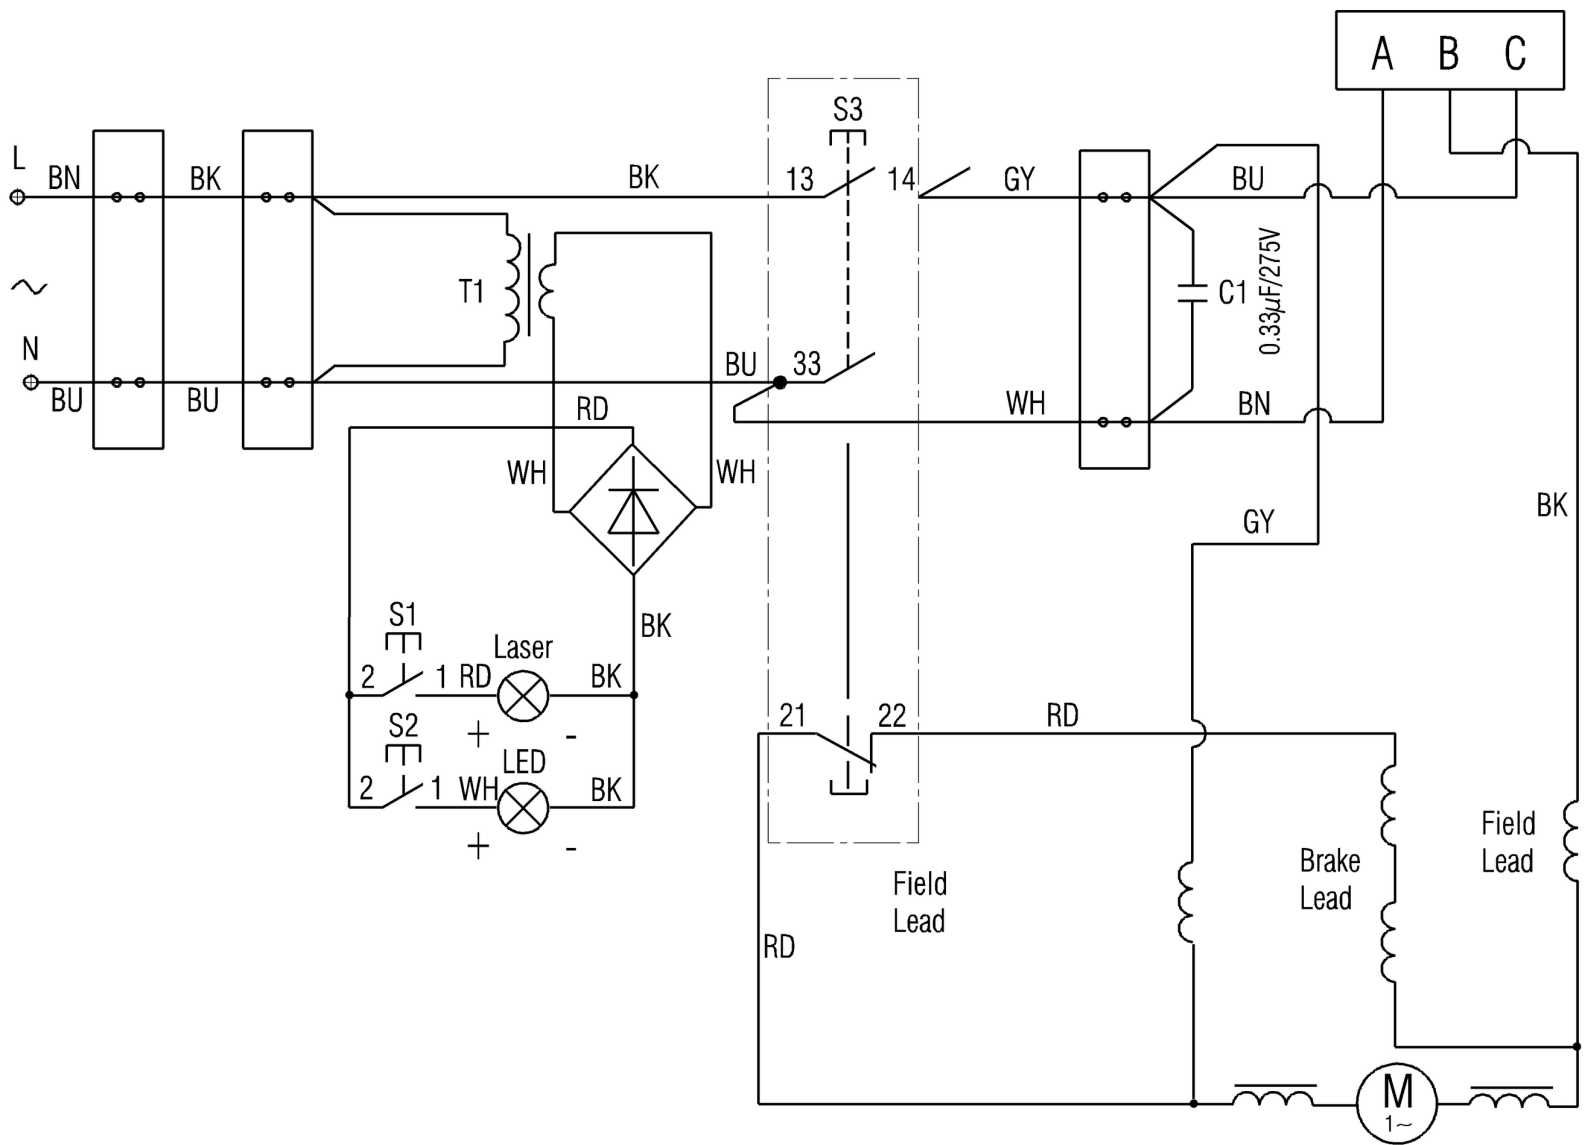 A B C
S3
L
BN
BK
BK
13
14
GY
BU
T1
C1
0.33µF/275V
N
BU
BU
BU
33
RD
WH
BN
WH
WH
BK
GY
S1
BK
Laser
2
1
RD
BK
+
-
S2
21
22
RD
LED
2
1
WH
BK
+
-
Field
Lead
Brake
Lead
Field
Lead
RD
M
1~